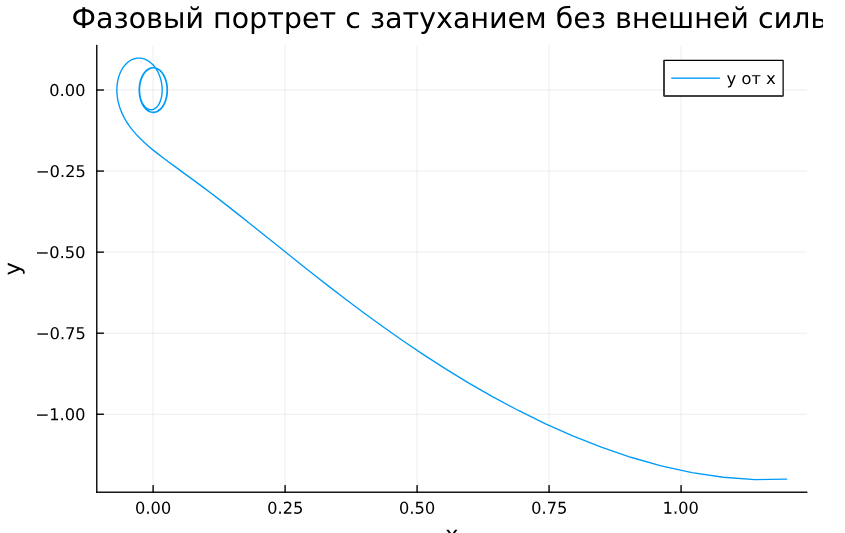 Фазовый портрет с затуханием без внешней силы
y от x
0.00
−0.25
−0.50
−0.75
−1.00
y
0.00 0.25 0.50 0.75 1.00
x